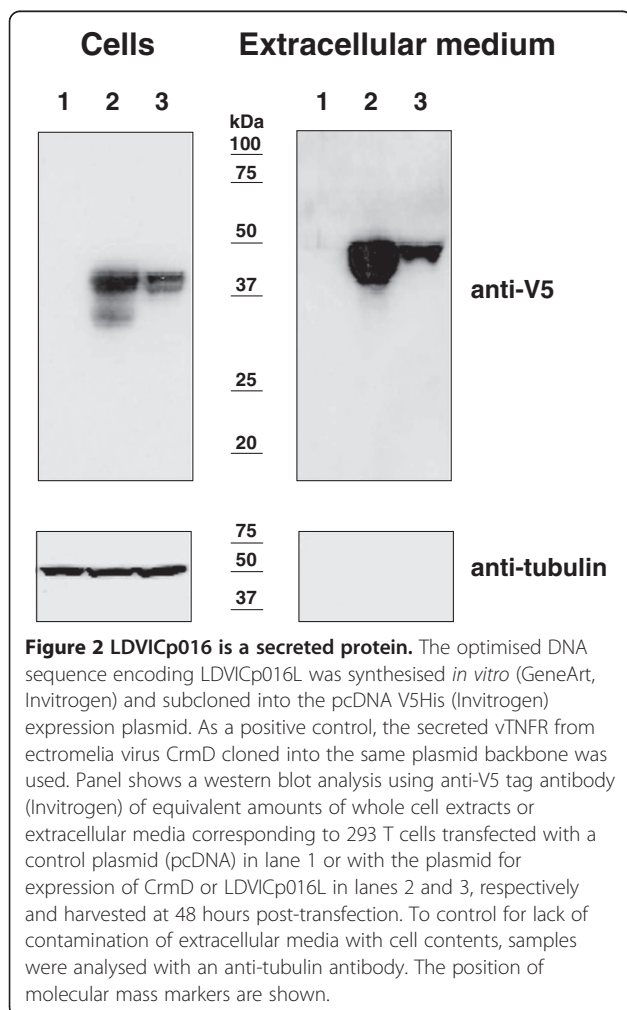 Cells Extracellular medium
1 2 3 1 2 3
kDa
100
75
50
37
anti-V5
25
20
75
50
anti-tubulin
37
Figure 2 LDVICp016 is a secreted protein. The optimised DNA
sequence encoding LDVICp016L was synthesised in vitro (GeneArt,
Invitrogen) and subcloned into the pcDNA V5His (Invitrogen)
expression plasmid. As a positive control, the secreted vTNFR from
ectromelia virus CrmD cloned into the same plasmid backbone was
used. Panel shows a western blot analysis using anti-V5 tag antibody
(Invitrogen) of equivalent amounts of whole cell extracts or
extracellular media corresponding to 293 T cells transfected with a
control plasmid (pcDNA) in lane 1 or with the plasmid for
expression of CrmD or LDVICp016L in lanes 2 and 3, respectively
and harvested at 48 hours post-transfection. To control for lack of
contamination of extracellular media with cell contents, samples
were analysed with an anti-tubulin antibody. The position of
molecular mass markers are shown.